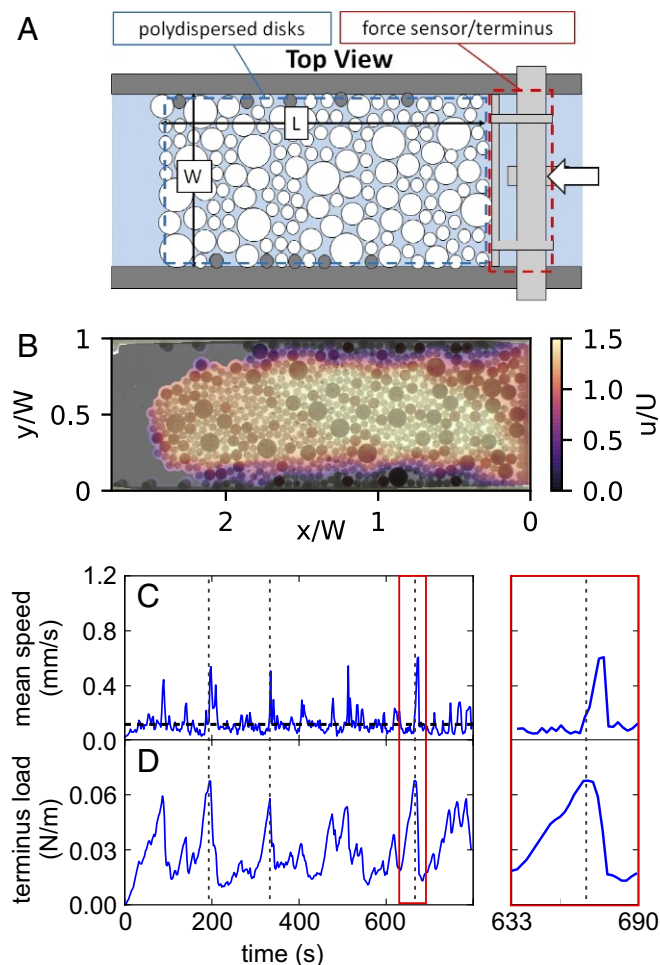 A
polydispersed disks
force sensor/terminus
Top View
L
W
B
1
0.5
0
y/W
2
1
0
x/W
1.5
1.0
0.5
0.0
u/U
C
1.2
0.8
0.4
0.0
mean speed
(mm/s)
D
0.06
0.03
0.00
terminus load
(N/m)
0
200
400
600
time (s)
633
690